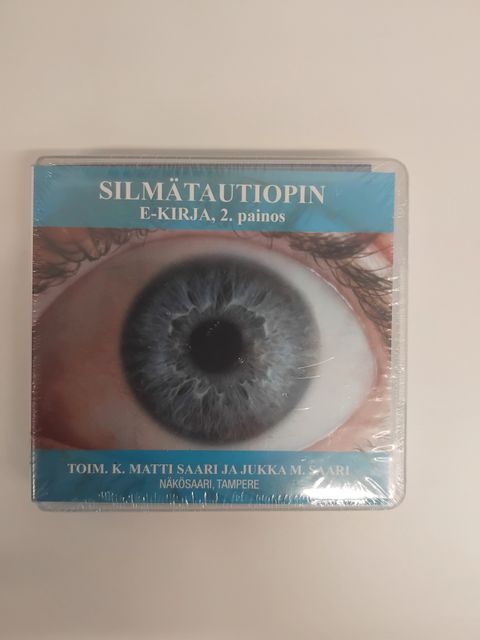 SILMÄTAUTIOPIN
E-KIRJA, 2. painos
TOIM. K. MATTI SAARI JA JUKKA M. SAARI
NÄKÖSAARI, TAMPERE